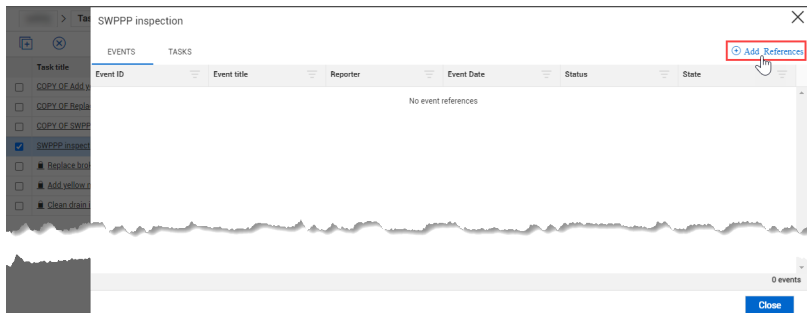 > Tas
SWPPP inspection
EVENTS TASKS
Add References
Task title
Event ID Event title Reporter Event Date Status State
No event references
COPY OF Add ye
COPY OF Repla
COPY OF SWPP
SWPPP inspect
Replace brok
Add yellow r
Clean drain
0 events
Close